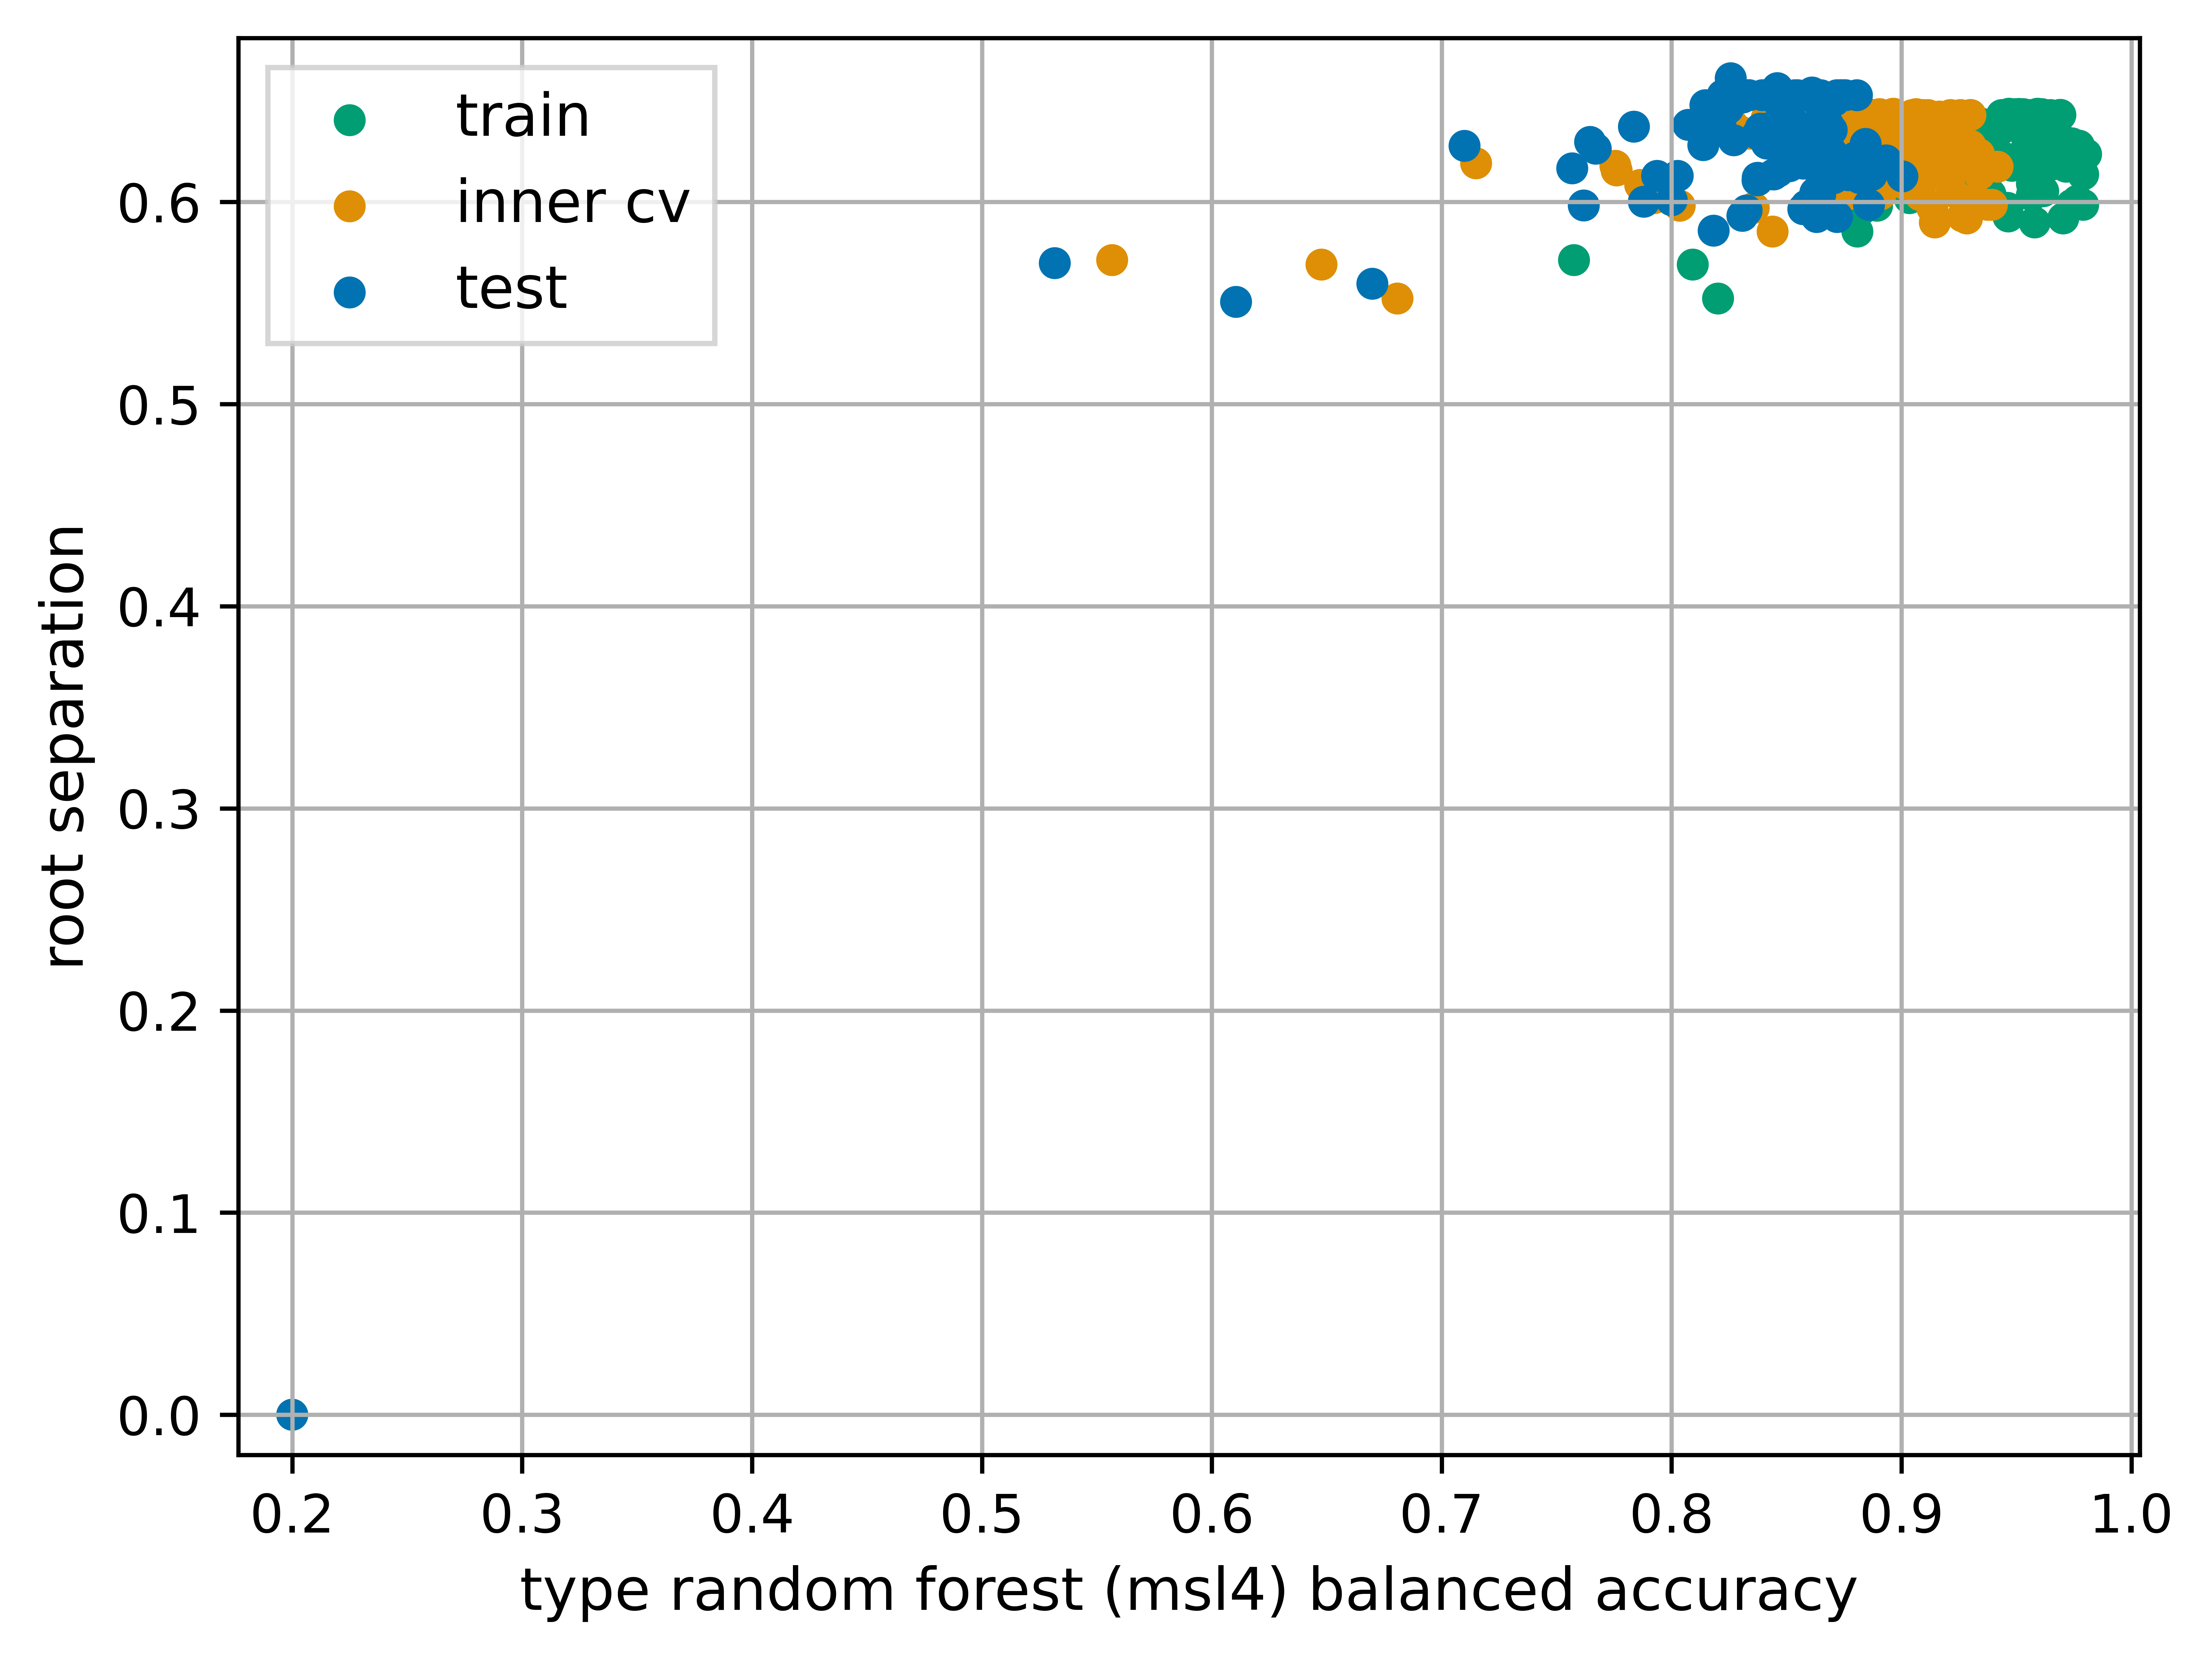 train
inner cv
test
0.6
0.5
0.4
0.3
0.2
0.1
0.0
root separation
0.2 0.3 0.4 0.5 0.6 0.7 0.8 0.9 1.0
type random forest (msl4) balanced accuracy